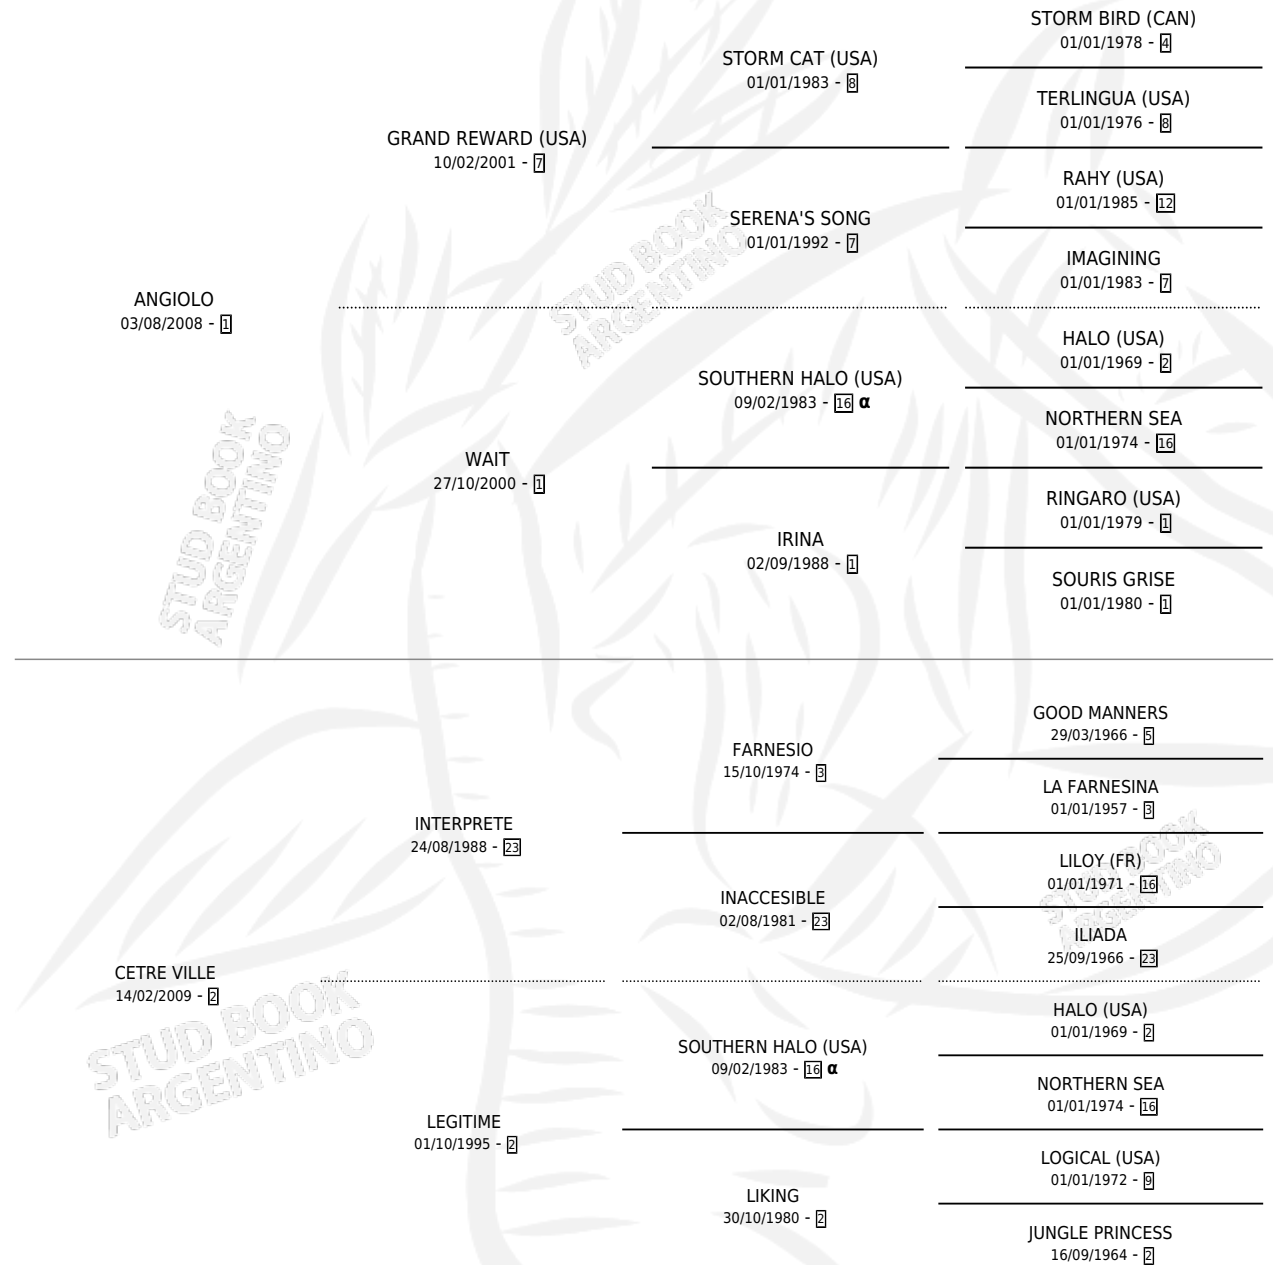 STORM BIRD (CAN)
01/01/1978 - 4
STORM CAT (USA)
01/01/1983 - 8
TERLINGUA (USA)
01/01/1976 - 8
GRAND REWARD (USA)
10/02/2001 - 7
RAHY (USA)
01/01/1985 - 12
SERENA'S SONG
01/01/1992 - 7
IMAGINING
01/01/1983 - 7
STUD BOOK
ARGENTINO
ANGIOLO
03/08/2008 - 1
HALO (USA)
01/01/1969 - 2
SOUTHERN HALO (USA)
09/02/1983 - 16 α
NORTHERN SEA
01/01/1974 - 16
WAIT
27/10/2000 - 1
RINGARO (USA)
01/01/1979 - 1
IRINA
02/09/1988 - 1
SOURIS GRISE
01/01/1980 - 1
STUD BOOK
ARGENTINO
GOOD MANNERS
29/03/1966 - 5
FARNESIO
15/10/1974 - 3
LA FARNESINA
01/01/1957 - 3
INTERPRETE
24/08/1988 - 23
LILOY (FR)
01/01/1971 - 16
INACCESIBLE
02/08/1981 - 23
ILIADA
25/09/1966 - 23
STUD BOOK
ARGENTINO
CETRE VILLE
14/02/2009 - 2
HALO (USA)
01/01/1969 - 2
SOUTHERN HALO (USA)
09/02/1983 - 16 α
NORTHERN SEA
01/01/1974 - 16
LEGITIME
01/10/1995 - 2
LOGICAL (USA)
01/01/1972 - 9
LIKING
30/10/1980 - 2
JUNGLE PRINCESS
16/09/1964 - 2
STUD BOOK
ARGENTINO